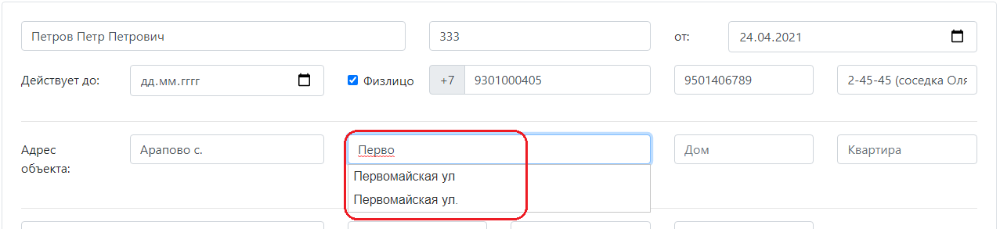 Петров Петр Петрович 333 от: 24.04.2021
Действует до: дд.мм.гггг Физлицо +7 9301000405 9501406789 2-45-45 (соседка Оля
Адрес объекта: Арапово с. Перво Дом Квартира
Первомайская ул
Первомайская ул.